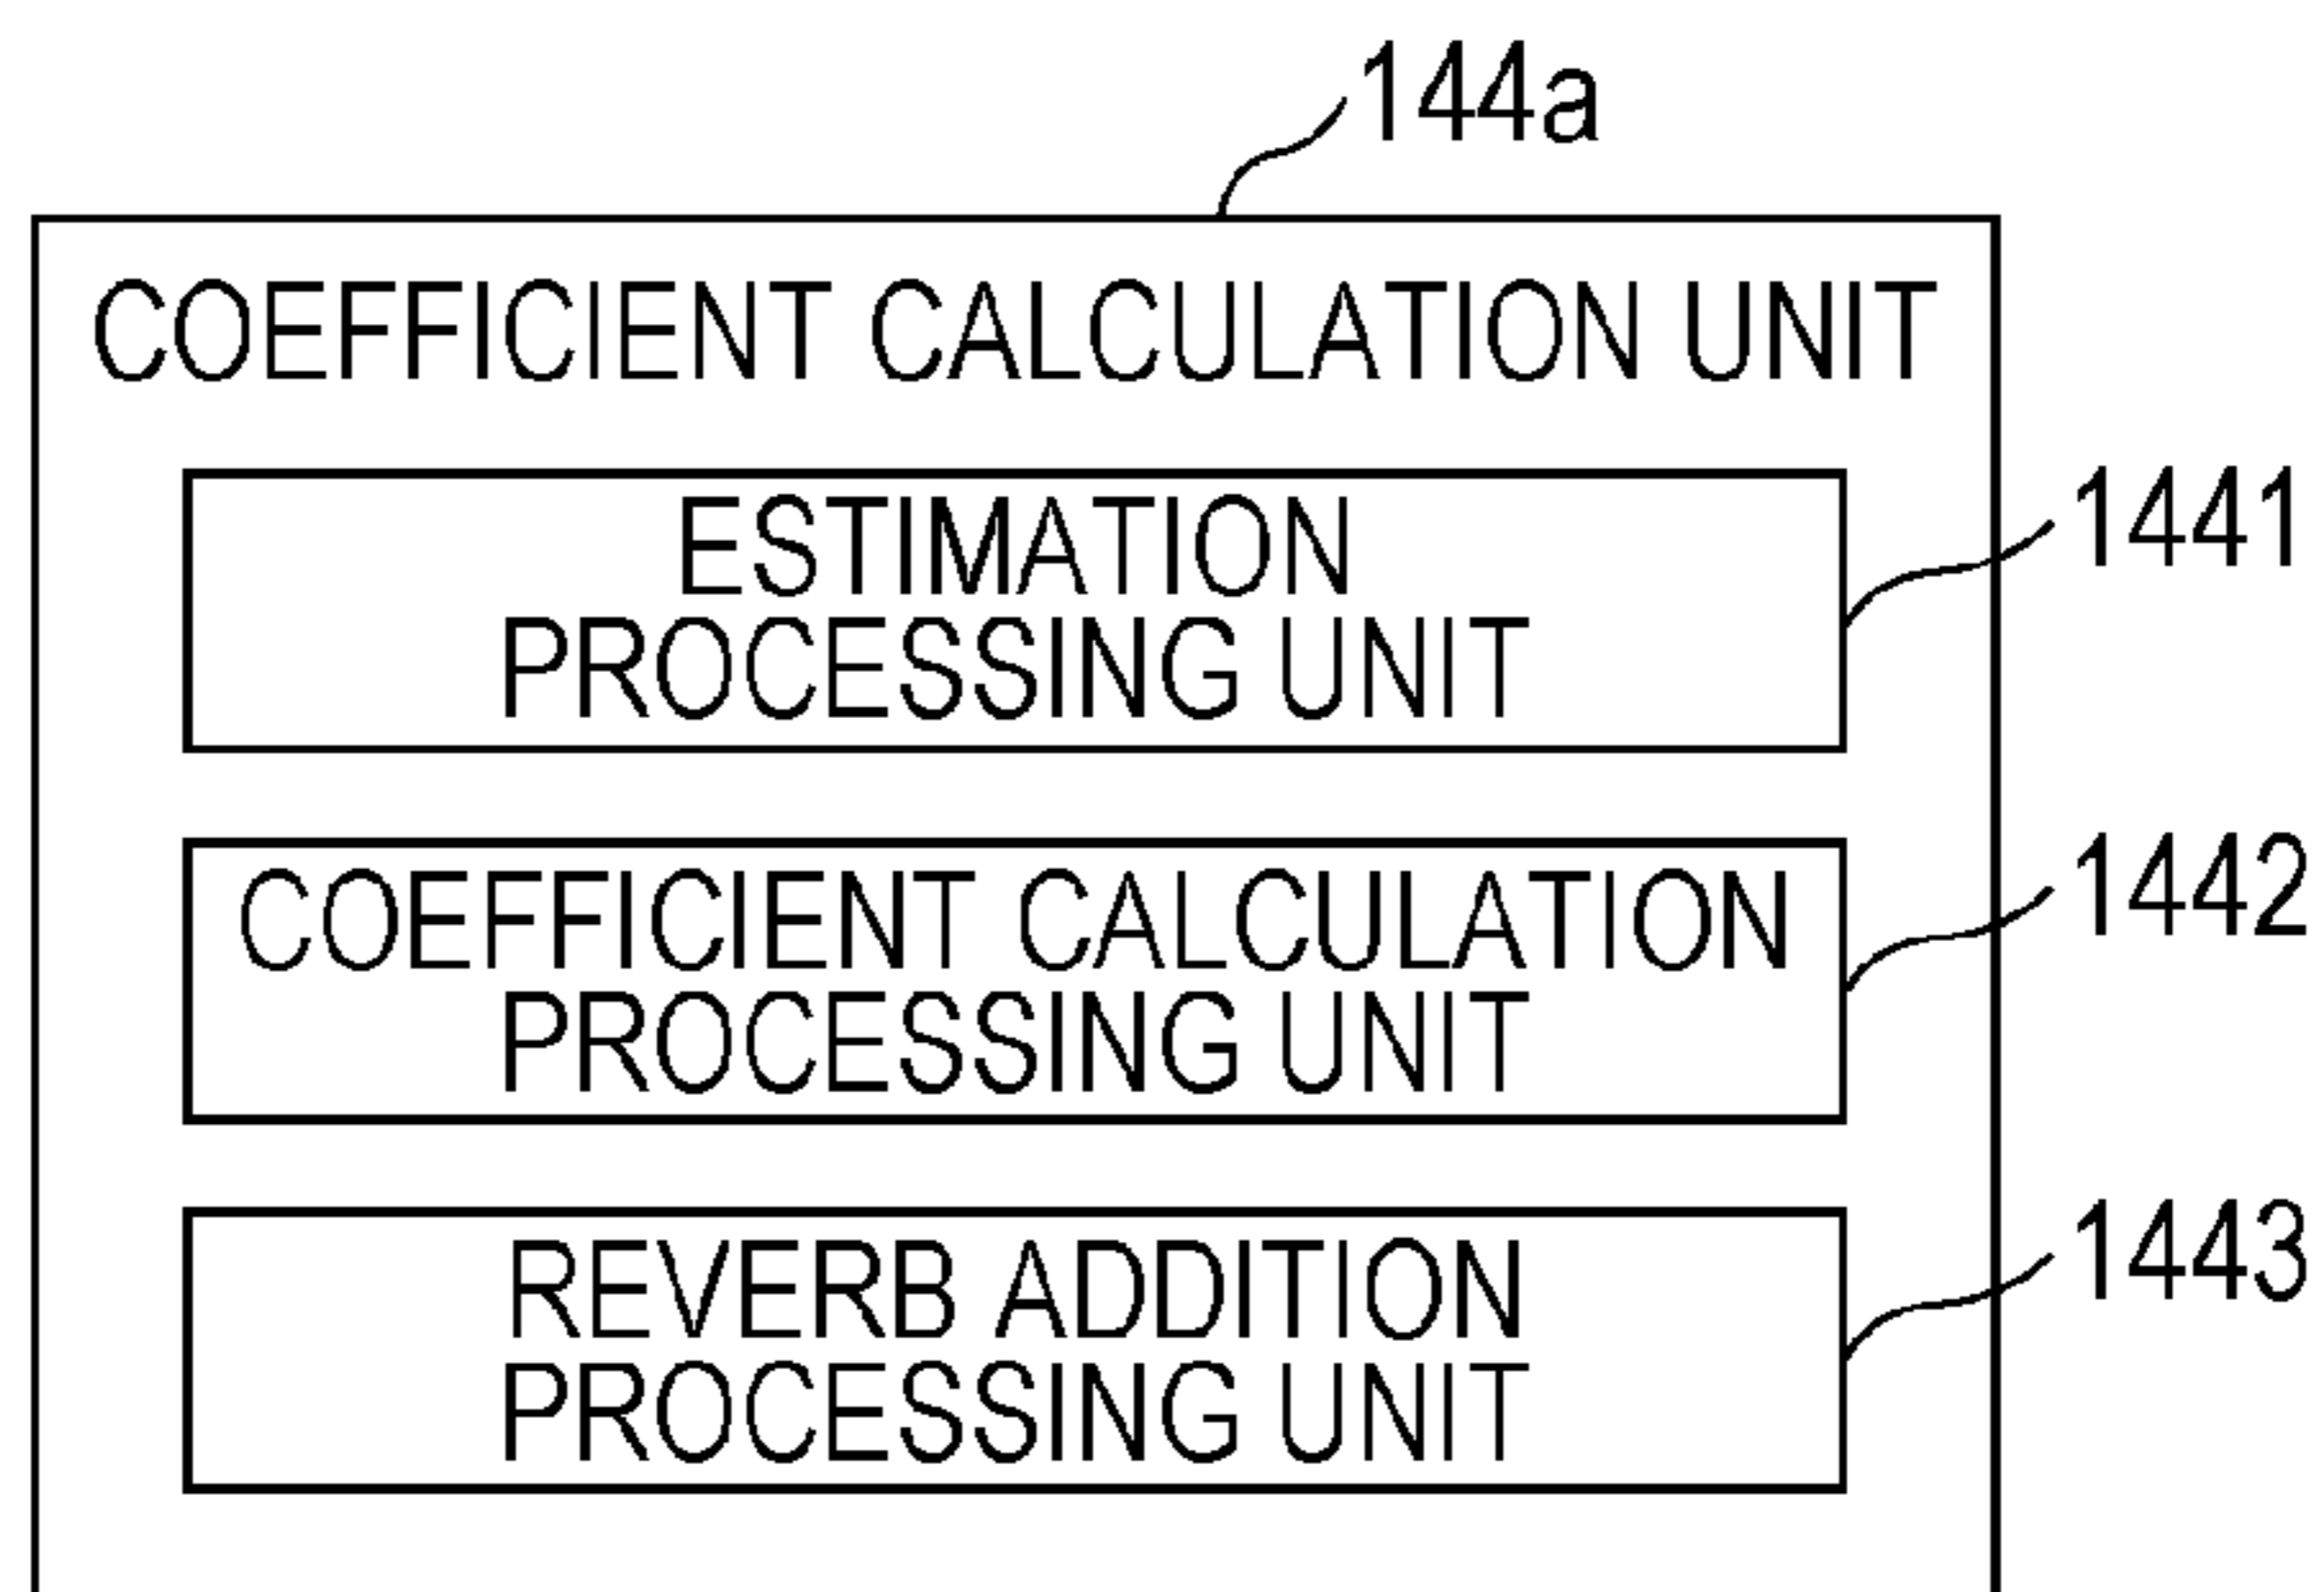 144a
COEFFICIENT CALCULATION UNIT
ESTIMATION
PROCESSING UNIT
1441
COEFFICIENT CALCULATION
PROCESSING UNIT
1442
REVERB ADDITION
PROCESSING UNIT
1443